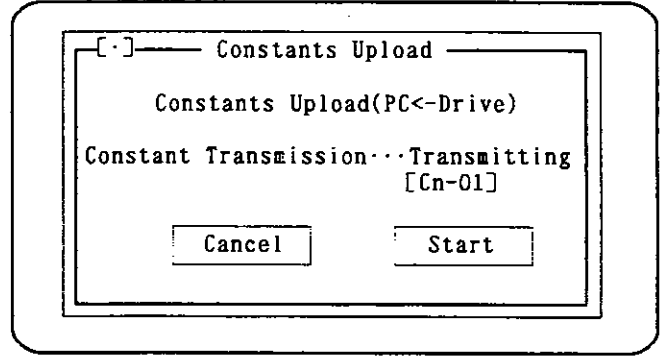 [·] Constants Upload
Constants Upload(PC<-Drive)
Constant Transmission···Transmitting
[Cn-01]
Cancel Start